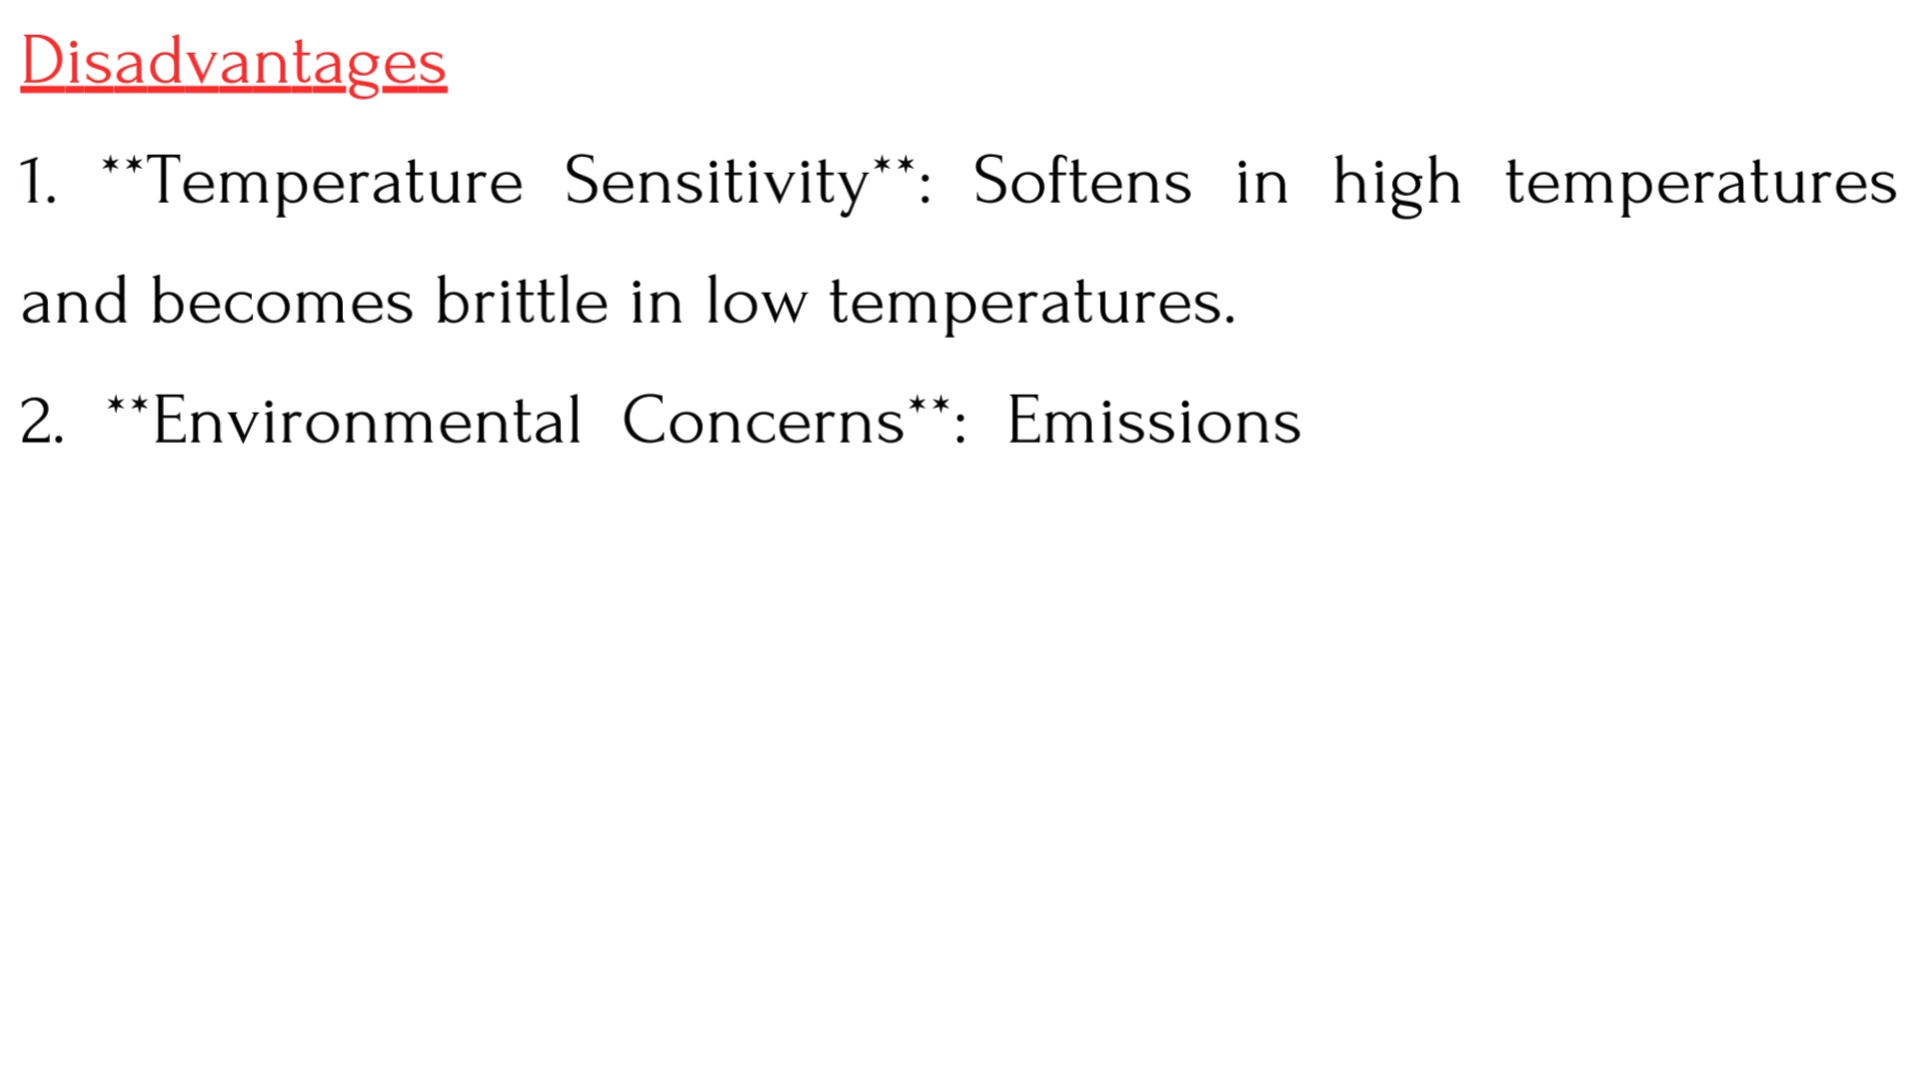 Disadvantages
1. **Temperature Sensitivity**: Softens in high temperatures
and becomes brittle in low temperatures.
2. **Environmental Concerns**: Emissions